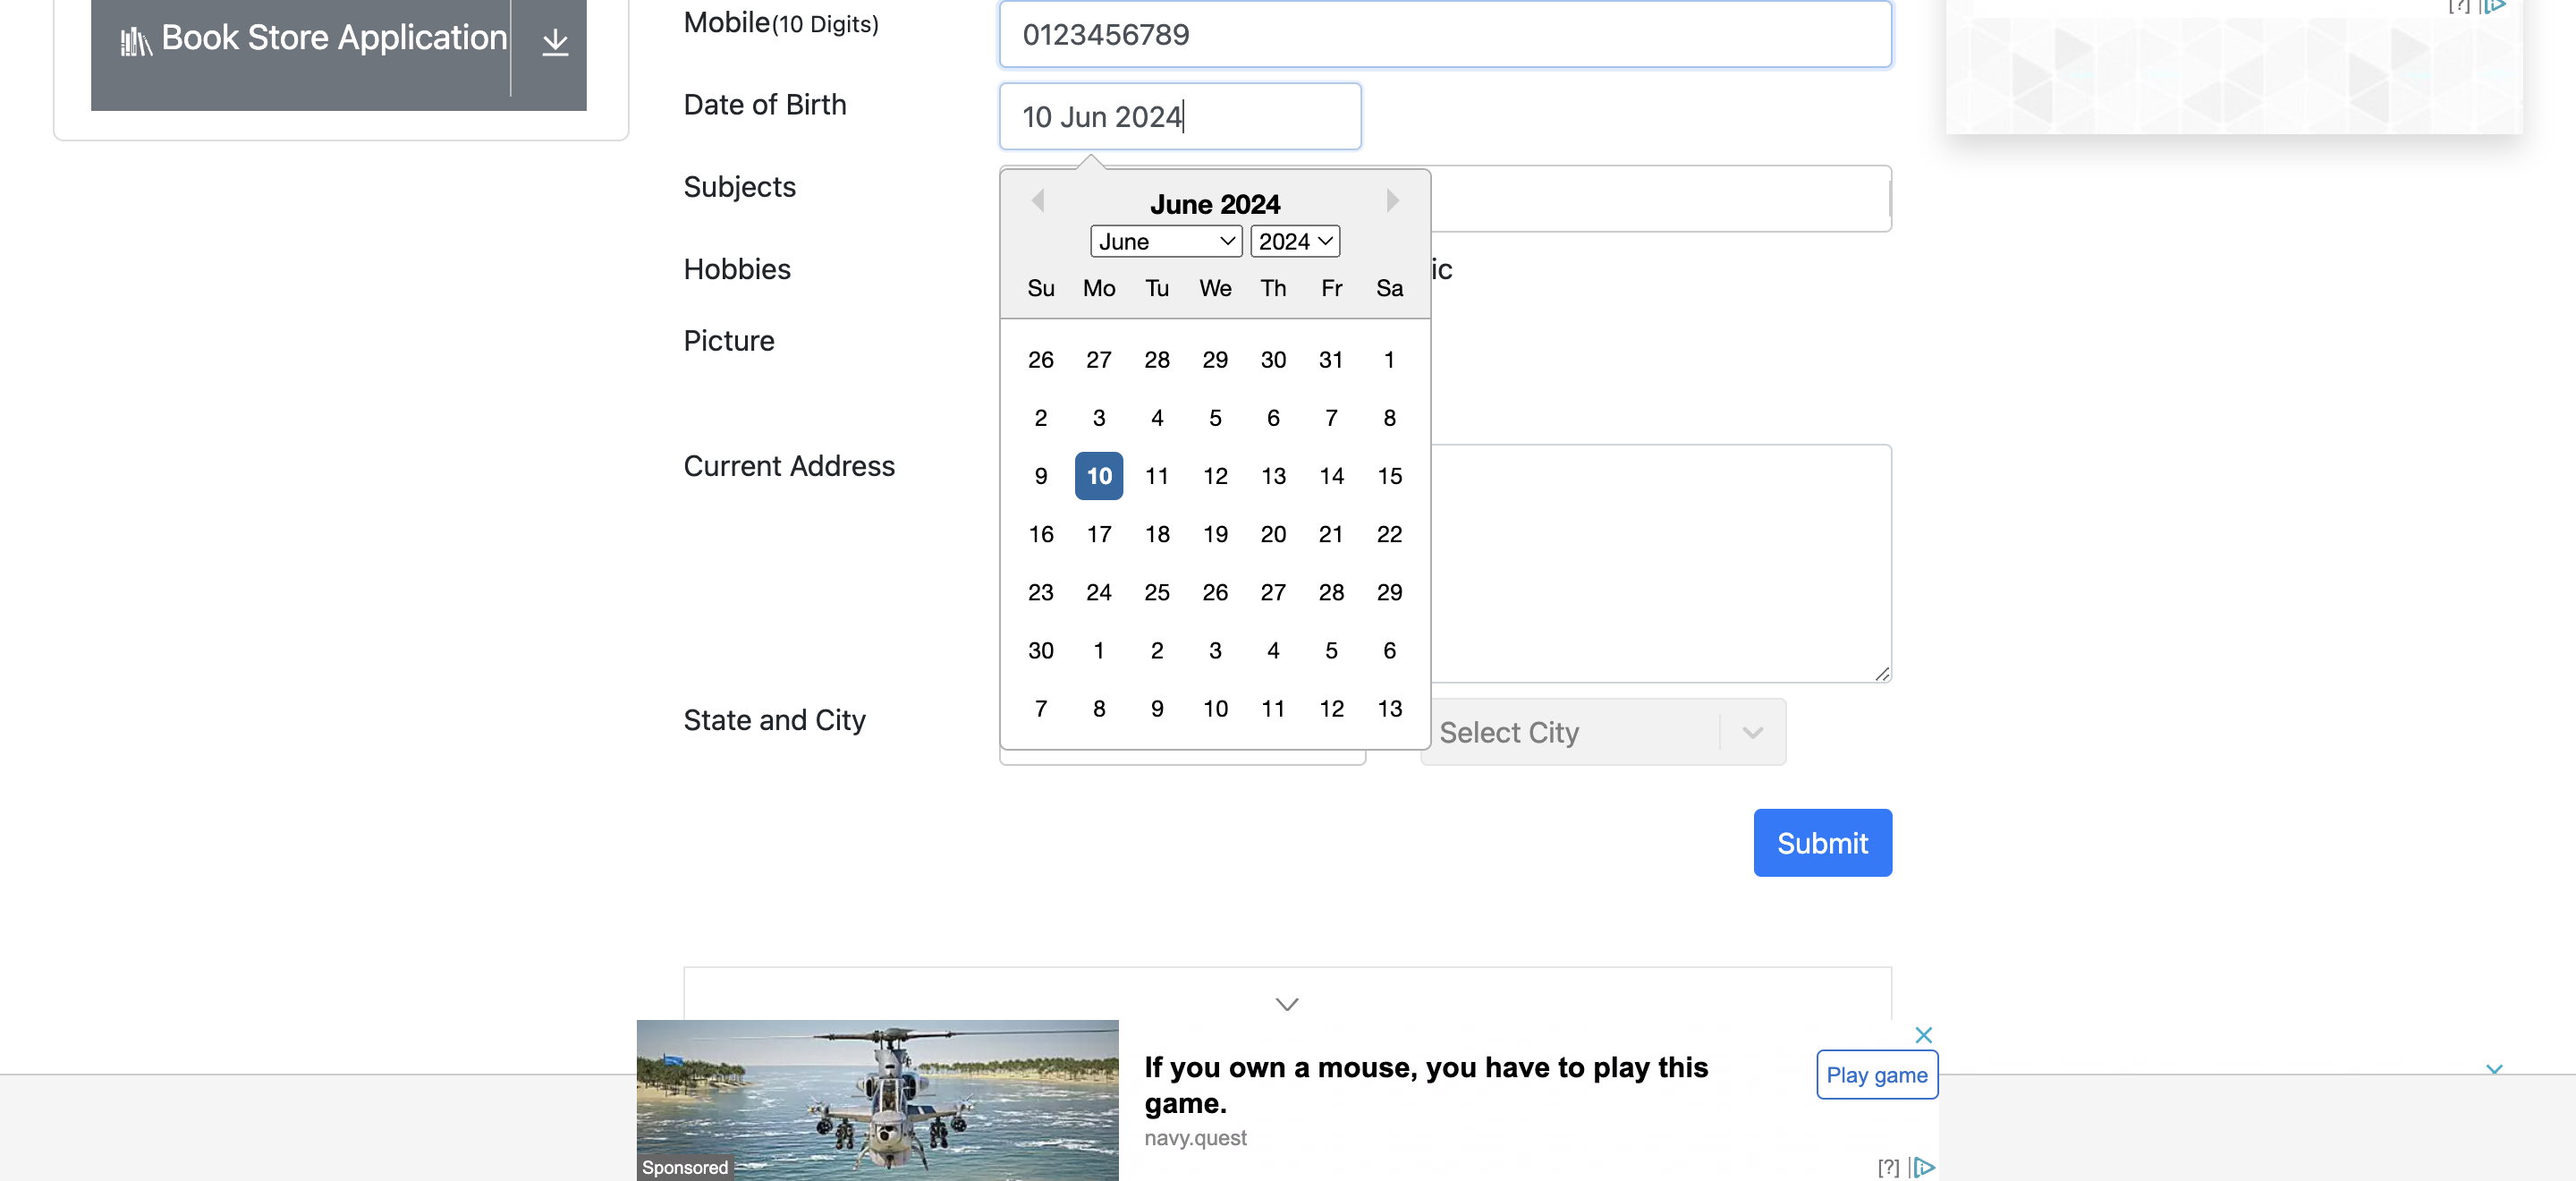 Book Store Application
Mobile(10 Digits)
0123456789
Date of Birth
10 Jun 2024
Subjects
June 2024
June 2024
Su Mo Tu We Th Fr Sa
26 27 28 29 30 31 1
2 3 4 5 6 7 8
9 10 11 12 13 14 15
16 17 18 19 20 21 22
23 24 25 26 27 28 29
30 1 2 3 4 5 6
7 8 9 10 11 12 13
Hobbies
ic
Picture
Current Address
State and City
Select City
Submit
If you own a mouse, you have to play this
game.
navy.quest
Play game
Sponsored
[?]
[?]